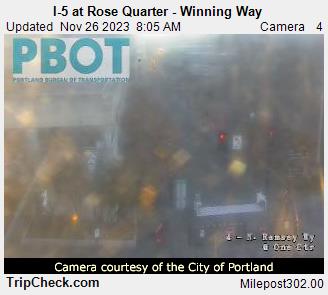 I-5 at Rose Quarter - Winning Way
Updated Nov 26 2023 8:05 AM Camera 4
PBOT
PORTLAND BUREAU OF TRANSPORTATION
4 - N. Ramsey Wy
@ One Ctr
Camera courtesy of the City of Portland
TripCheck.com Milepost302.00